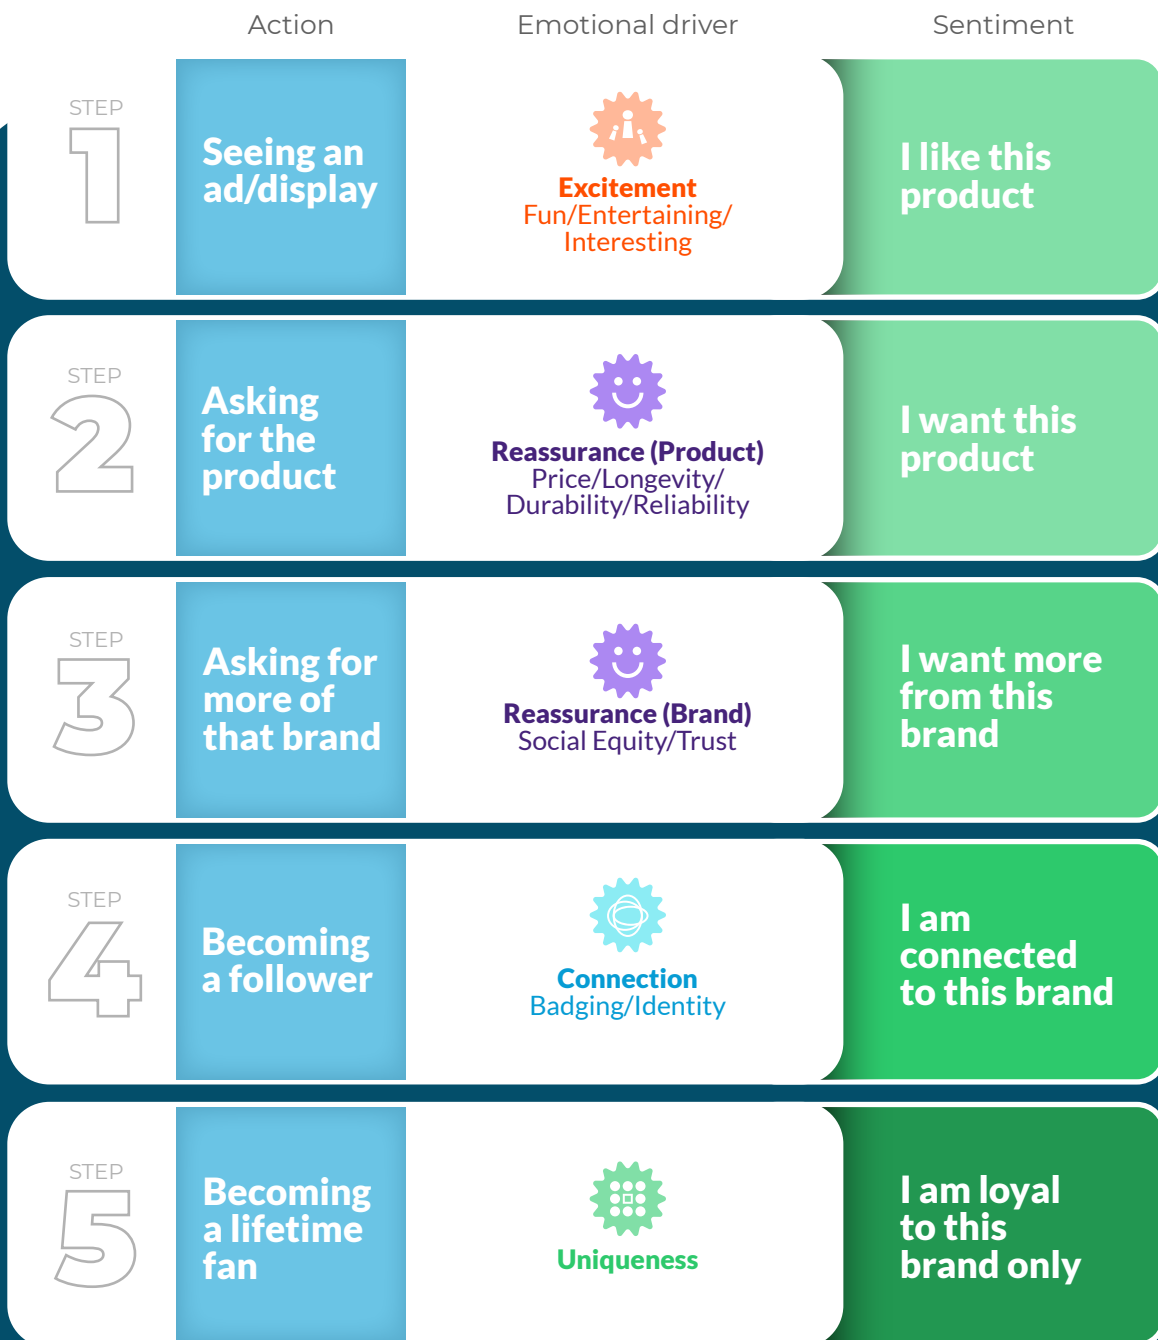 Action Emotional driver Sentiment
STEP
1
Seeing an
ad/display
Excitement
Fun/Entertaining/
Interesting
I like this
product
STEP
2
Asking
for the
product
Reassurance (Product)
Price/Longevity/
Durability/Reliability
I want this
product
STEP
3
Asking for
more of
that brand
Reassurance (Brand)
Social Equity/Trust
I want more
from this
brand
STEP
4
Becoming
a follower
Connection
Badging/Identity
I am
connected
to this brand
STEP
5
Becoming
a lifetime
fan
Uniqueness
I am loyal
to this
brand only